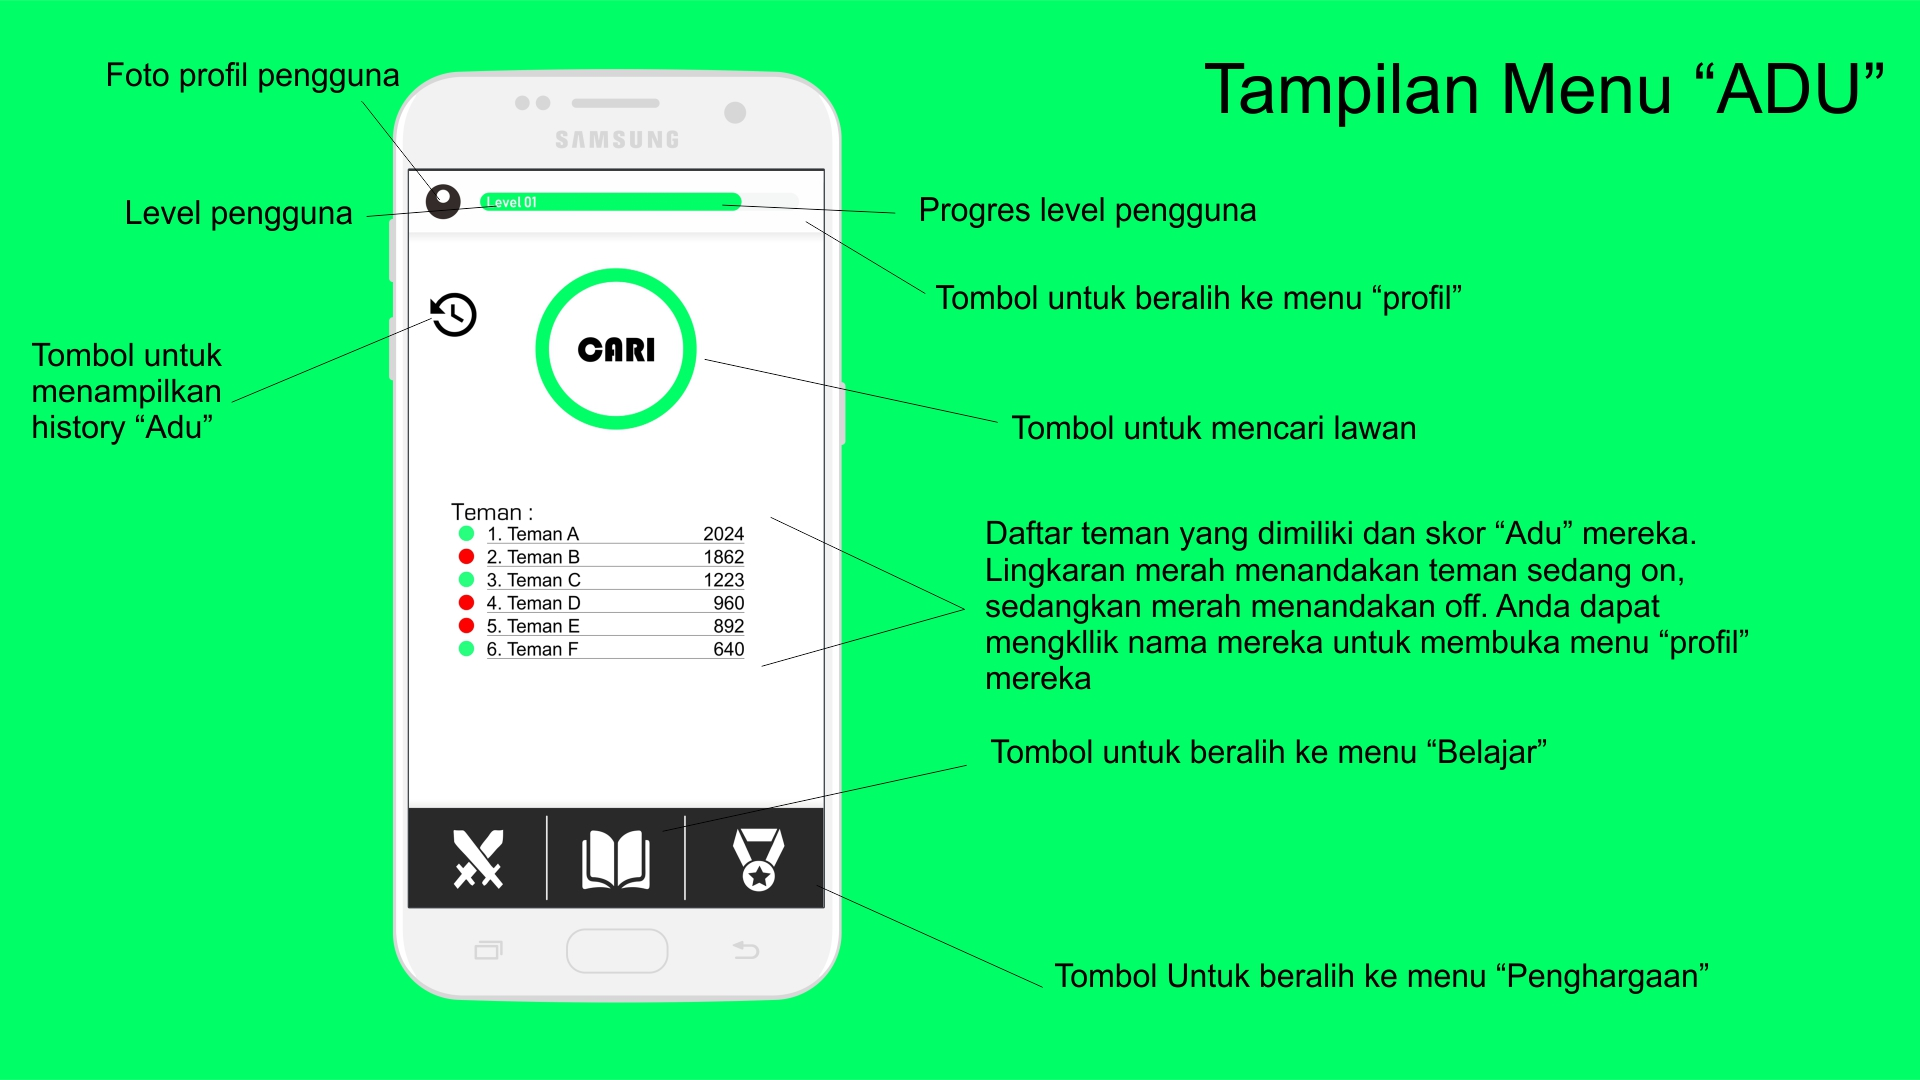 Tampilan Menu “ADU”
Foto profil pengguna
SAMSUNG
Level pengguna
Level 01
Progres level pengguna
Tombol untuk beralih ke menu “profil”
Tombol untuk
menampilkan
history “Adu”
CARI
Tombol untuk mencari lawan
Teman :
1. Teman A 2024
2. Teman B 1862
3. Teman C 1223
4. Teman D 960
5. Teman E 892
6. Teman F 640
Daftar teman yang dimiliki dan skor “Adu” mereka.
Lingkaran merah menandakan teman sedang on,
sedangkan merah menandakan off. Anda dapat
mengkllik nama mereka untuk membuka menu “profil”
mereka
Tombol untuk beralih ke menu “Belajar”
Tombol Untuk beralih ke menu “Penghargaan”